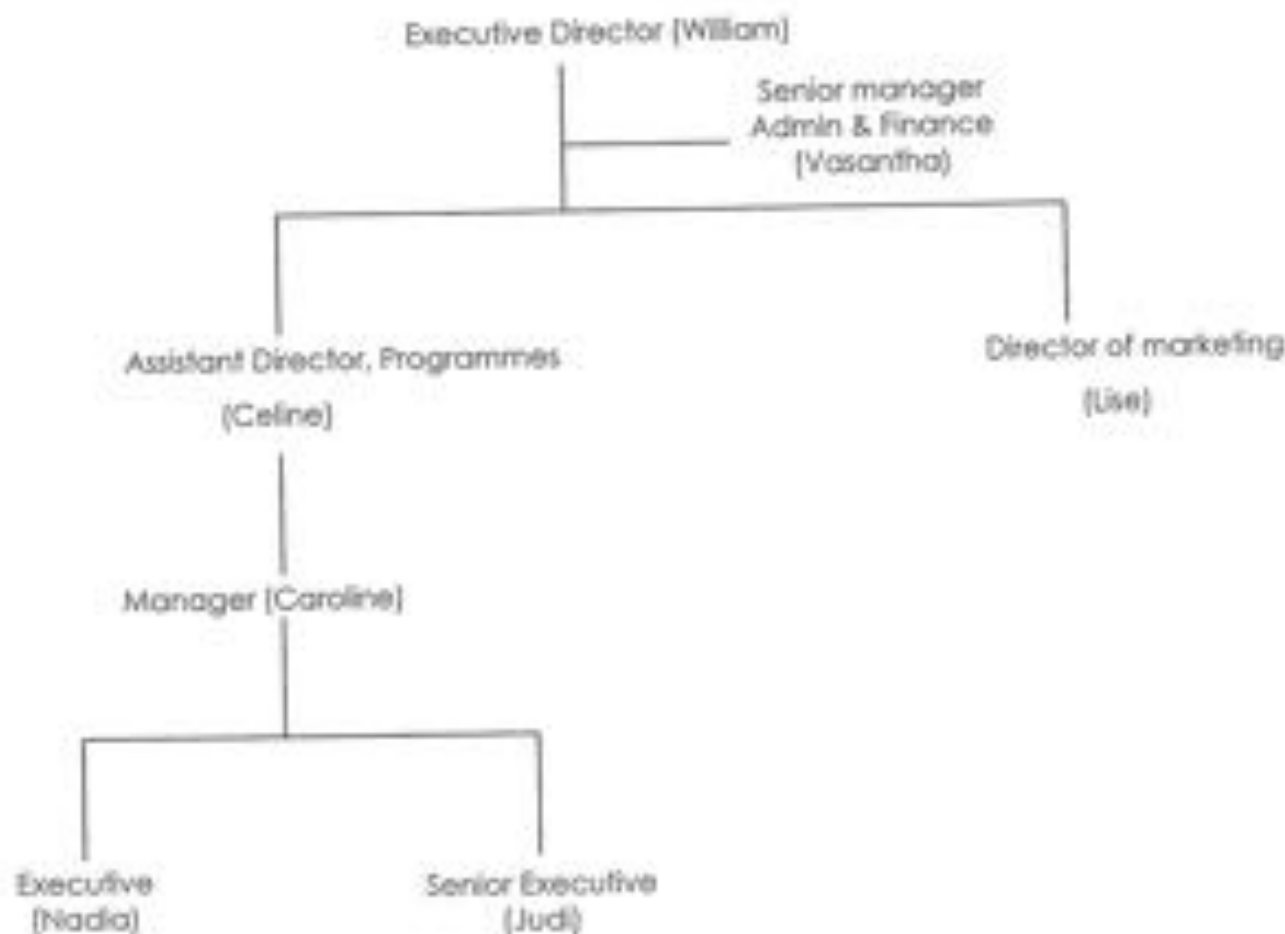 Executive Director (William)
Senior manager
Admin & Finance
(Vasantha)
Assistant Director, Programmes
(Celine)
Director of marketing
(Lise)
Manager (Caroline)
Executive
(Nadia)
Senior Executive
(Judi)